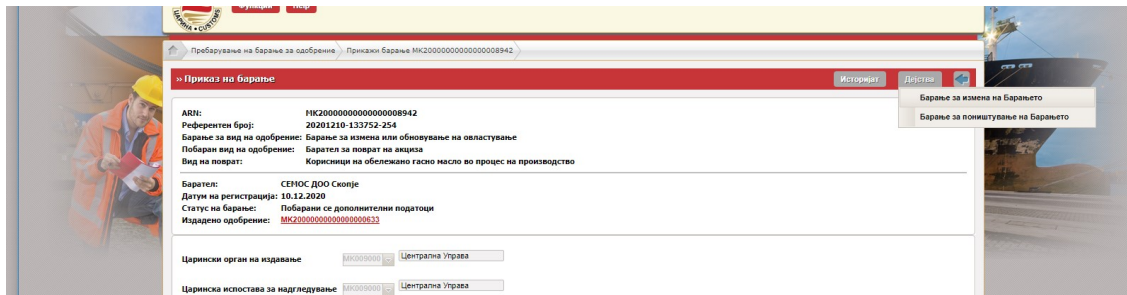 ЦАРИНА • CUSTOMS
Функции Help
Пребарување на барање за одобрение Прикажи барање MK20000000000000008942
» Приказ на барање Историјат Дејства
Барање за измена на Барањето
Барање за поништување на Барањето
ARN: MK20000000000000008942
Референтен број: 20201210-133752-254
Барање за вид на одобрение: Барање за измена или обновување на овластување
Побаран вид на одобрение: Барател за поврат на акциза
Вид на поврат: Корисници на обележано гасно масло во процес на производство
Барател: СЕМОС ДОО Скопје
Датум на регистрација: 10.12.2020
Статус на барање: Побарани се дополнителни податоци
Издадено одобрение: MK20000000000000000633
Царински орган на издавање MK009000 Централна Управа
Царинска испостава за надгледување MK009000 Централна Управа